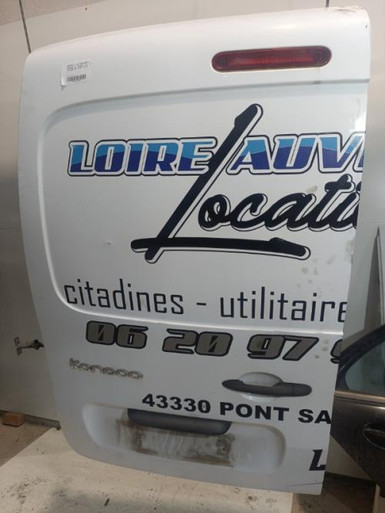 LOIRE AUV
Locati
citadines - utilitaire
06 20 97
Kangoo
43330 PONT SA
L